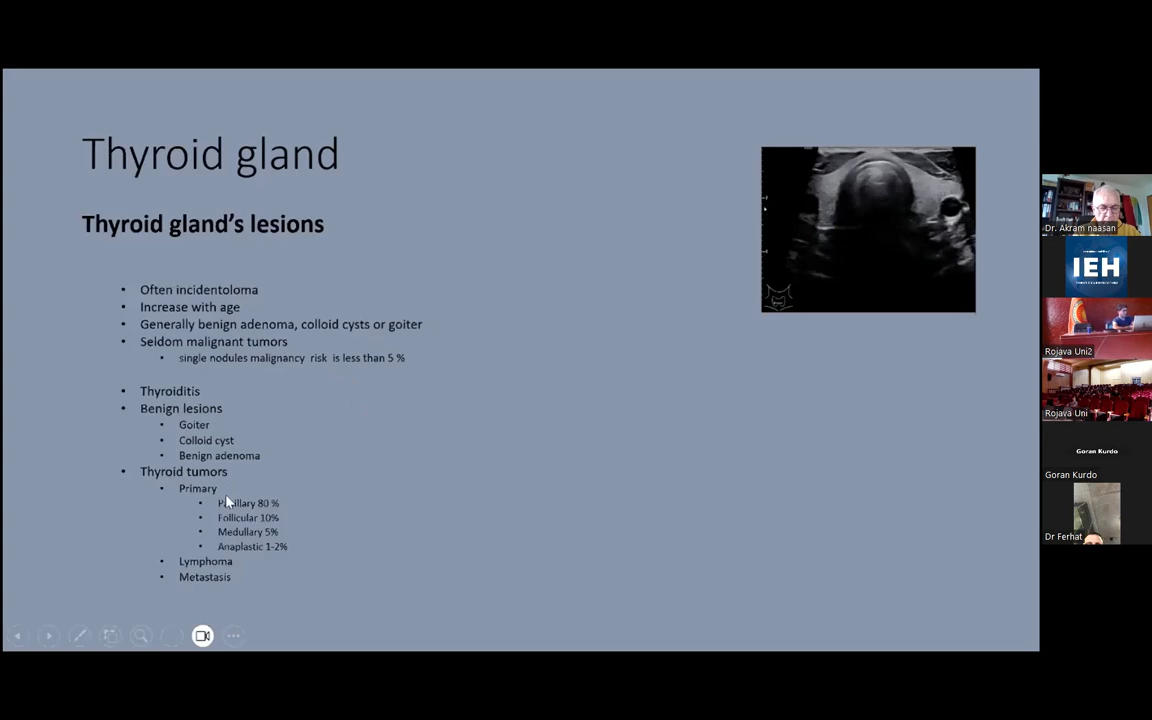 Thyroid gland
Thyroid gland's lesions
• Often incidentoloma
• Increase with age
• Generally benign adenoma, colloid cysts or goiter
• Seldom malignant tumors
• single nodules malignancy risk is less than 5 %
• Thyroiditis
• Benign lesions
• Goiter
• Colloid cyst
• Benign adenoma
• Thyroid tumors
• Primary
• Papillary 80 %
• Follicular 10%
• Medullary 5%
• Anaplastic 1-2%
• Lymphoma
• Metastasis
Dr. Akram naasan
IEH
Rojava Uni2
Rojava Uni
Goran Kurdo
Goran Kurdo
Dr Ferhat